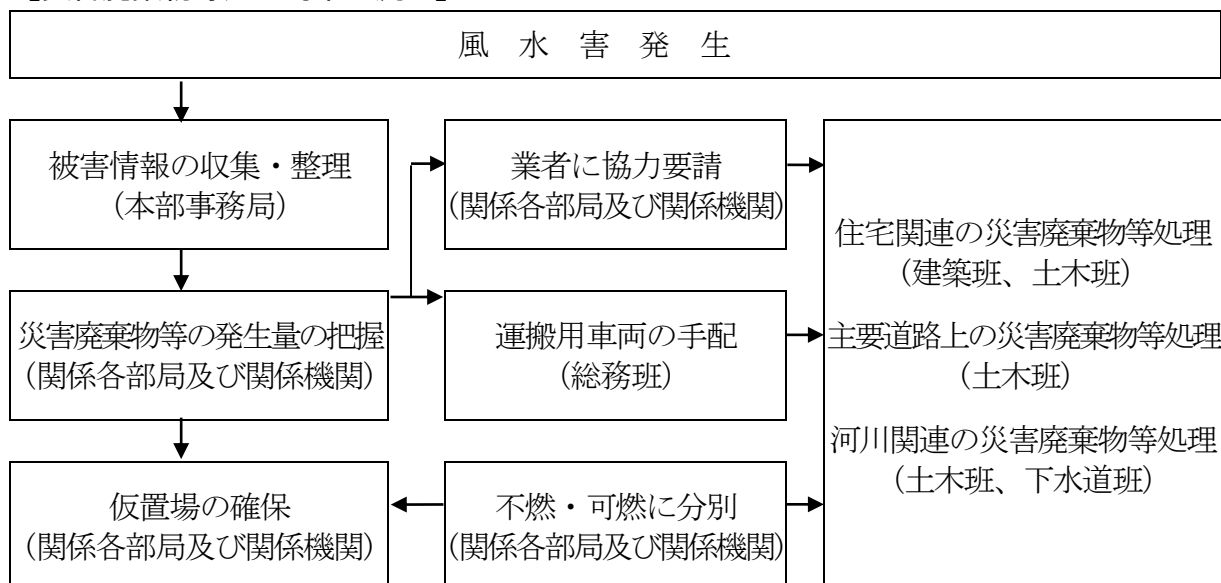 風　水　害　発　生
被害情報の収集・整理
（本部事務局）
業者に協力要請
（関係各部局及び関係機関）
災害廃棄物等の発生量の把握
（関係各部局及び関係機関）
運搬用車両の手配
（総務班）
仮置場の確保
（関係各部局及び関係機関）
不燃・可燃に分別
（関係各部局及び関係機関）
住宅関連の災害廃棄物等処理
（建築班、土木班）
主要道路上の災害廃棄物等処理
（土木班）
河川関連の災害廃棄物等処理
（土木班、下水道班）